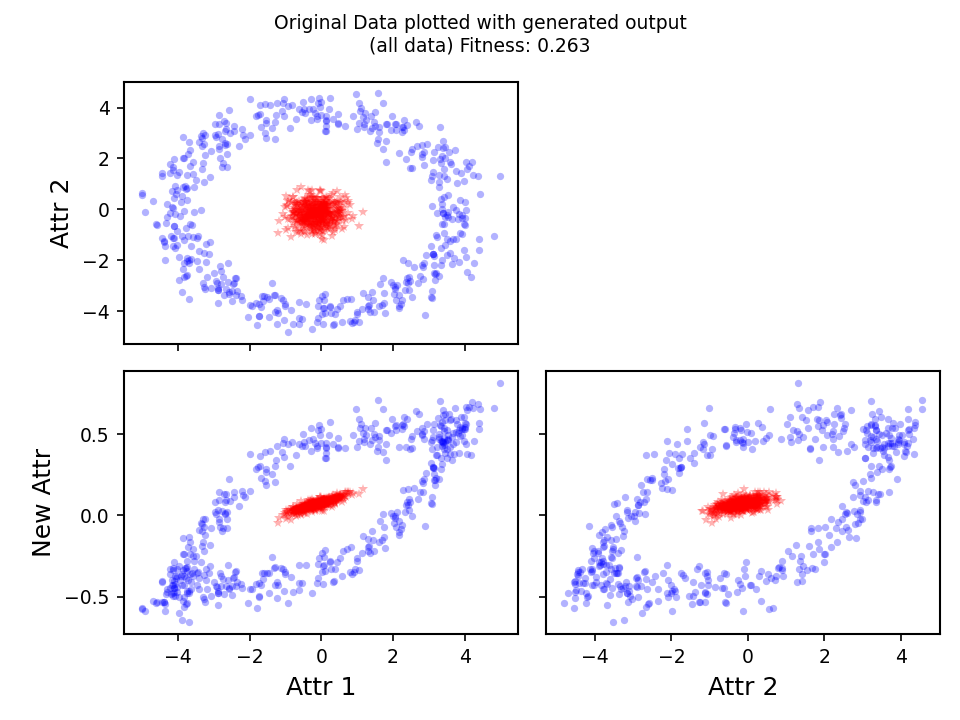 Original Data plotted with generated output
(all data) Fitness: 0.263
4
2
0
−2
−4
Attr 2
0.5
0.0
−0.5
New Attr
−4 −2 0 2 4
Attr 1
−4 −2 0 2 4
Attr 2